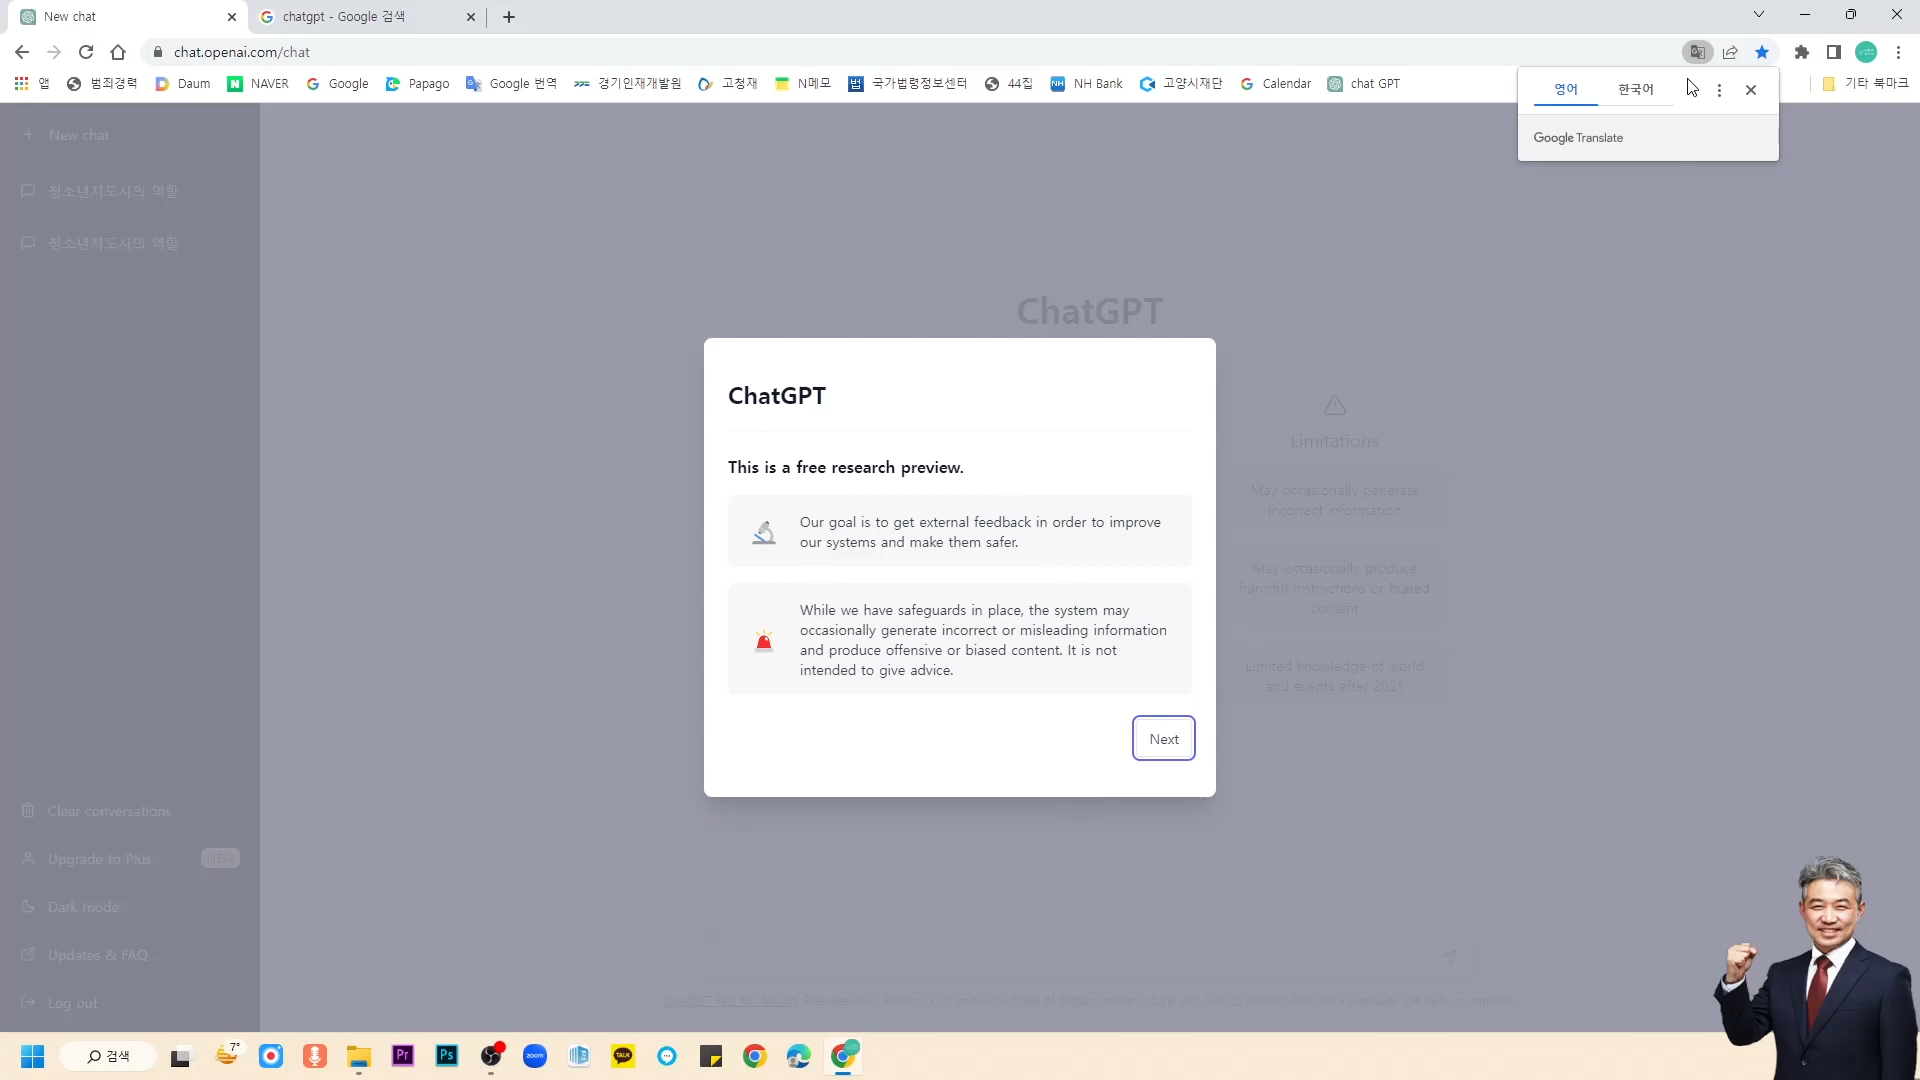 New chat
chatgpt - Google 검색
chat.openai.com/chat
앱
범죄경력
Daum
NAVER
Google
Papago
Google 번역
경기인재개발원
고청재
N메모
국가법령정보센터
44집
NH Bank
고양시재단
Calendar
chat GPT
기타 북마크
영어
한국어
Google Translate
New chat
청소년지도사의 역할
청소년지도사의 역할
ChatGPT
Limitations
May occasionally generate
incorrect information
May occasionally produce
harmful instructions or biased
content
Limited knowledge of world
and events after 2021
ChatGPT
This is a free research preview.
Our goal is to get external feedback in order to improve
our systems and make them safer.
While we have safeguards in place, the system may
occasionally generate incorrect or misleading information
and produce offensive or biased content. It is not
intended to give advice.
Next
Clear conversations
Upgrade to Plus
NEW
Dark mode
Updates & FAQ
Log out
검색
7°
Pr
Ps
zoom
TALK